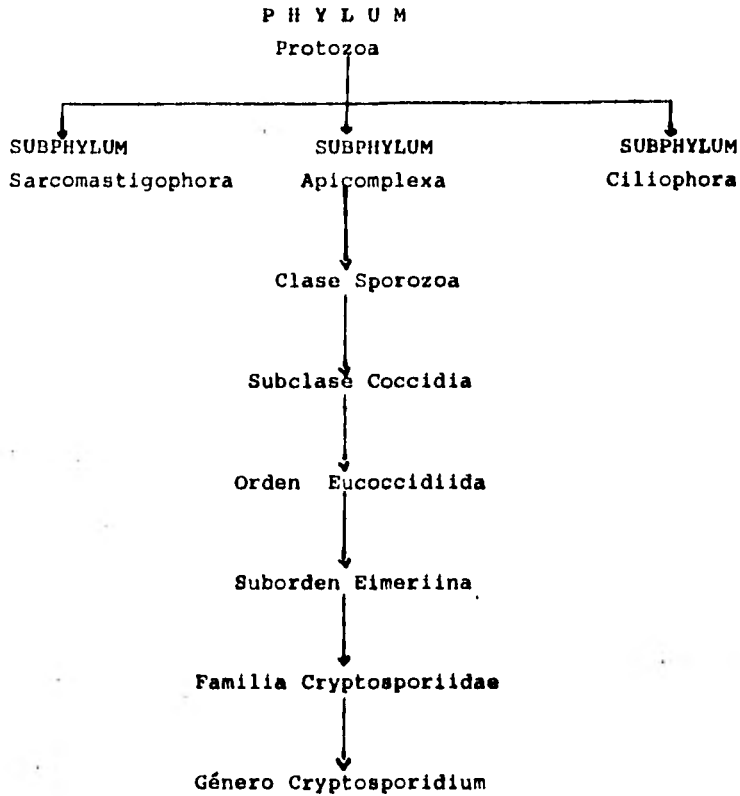 P H Y L U M
Protozoa
SUBPHYLUM SUBPHYLUM SUBPHYLUM
Sarcomastigophora Apicomplexa Ciliophora
Clase Sporozoa
Subclase Coccidia
Orden Eucoccidiida
Suborden Eimeriina
Familia Cryptosporiidae
Género Cryptosporidium